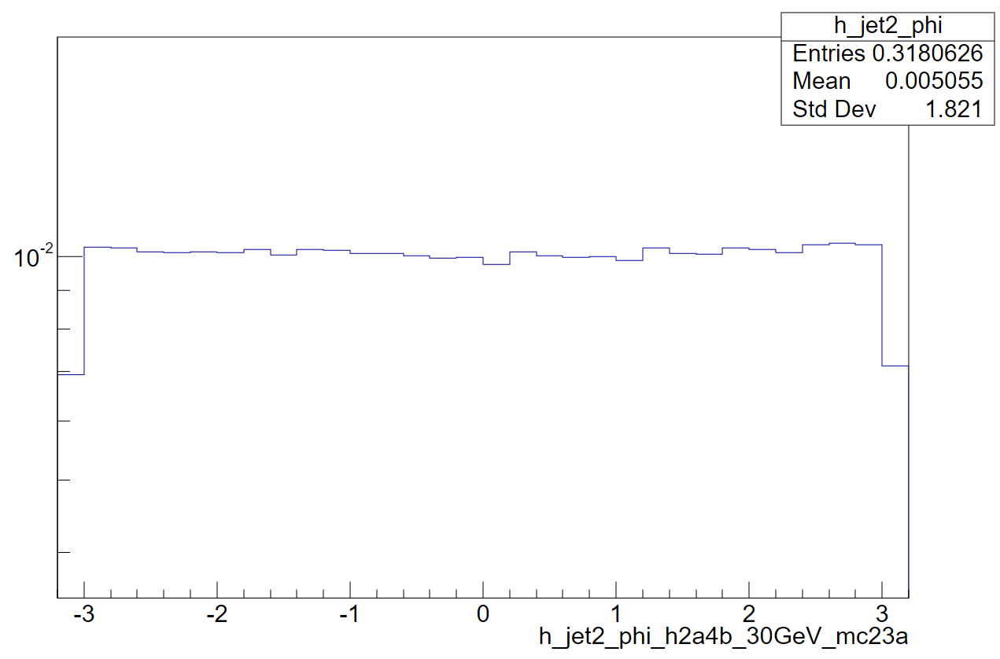 h_jet2_phi
Entries 0.3180626
Mean 0.005055
Std Dev 1.821
10-2
-3 -2 -1 0 1 2 3
h_jet2_phi_h2a4b_30GeV_mc23a